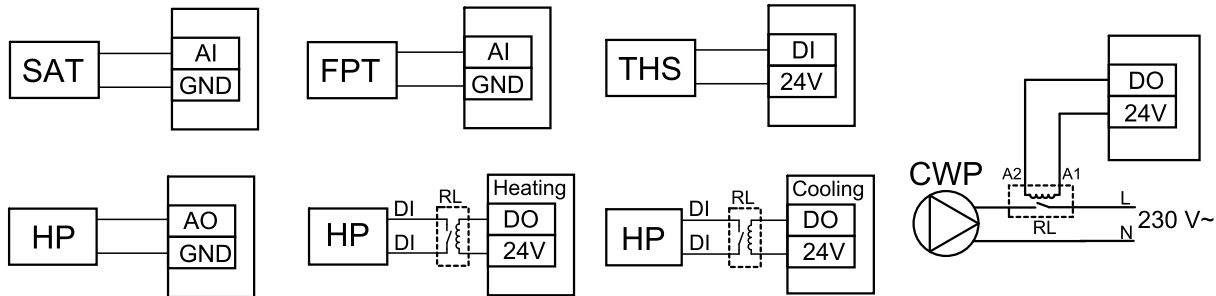 SAT
AI
GND
FPT
AI
GND
THS
DI
24V
DO
24V
HP
AO
GND
HP
DI
DI
RL
Heating
DO
24V
HP
DI
DI
RL
Cooling
DO
24V
CWP
A2
A1
RL
L
N
230 V~